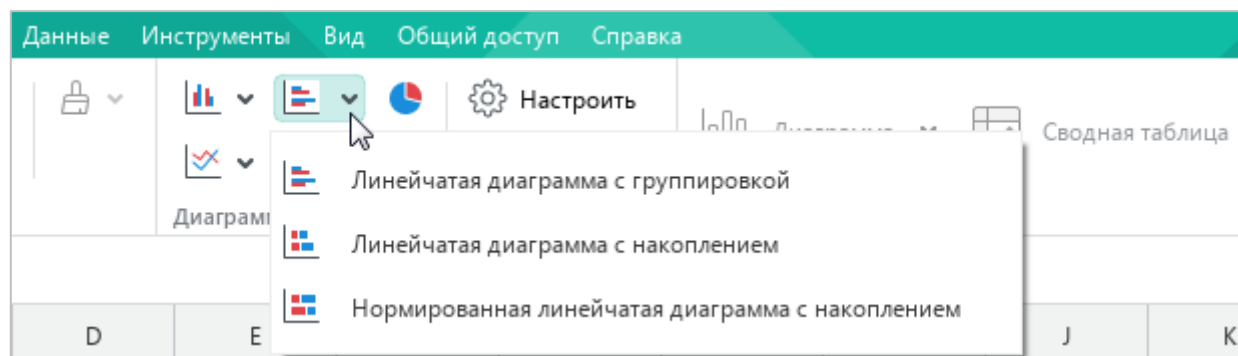 Данные Инструменты Вид Общий доступ Справка
Настроить
Сводная таблица
Линейчатая диаграмма с группировкой
Линейчатая диаграмма с накоплением
Нормированная линейчатая диаграмма с накоплением
D E J K